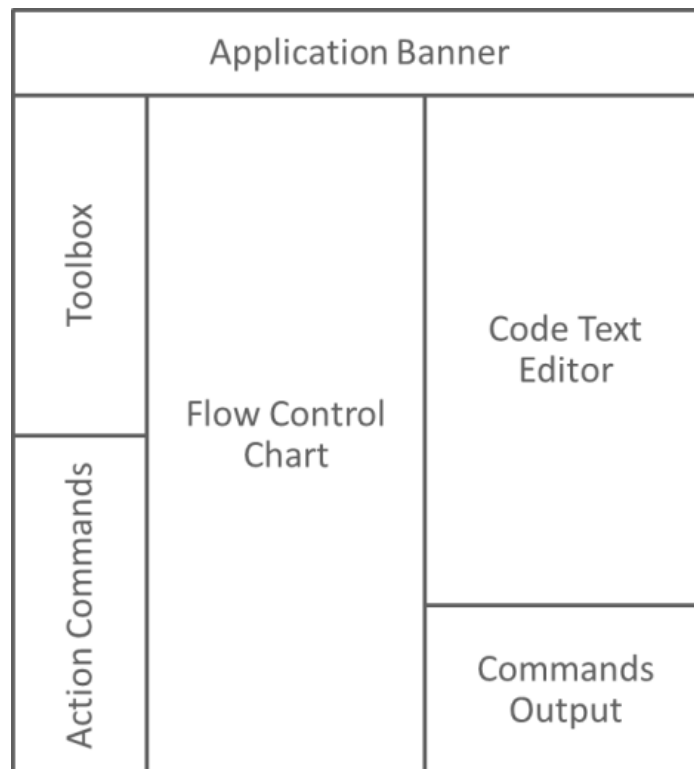 Application Banner
Toolbox
Action Commands
Flow Control
Chart
Code Text
Editor
Commands
Output